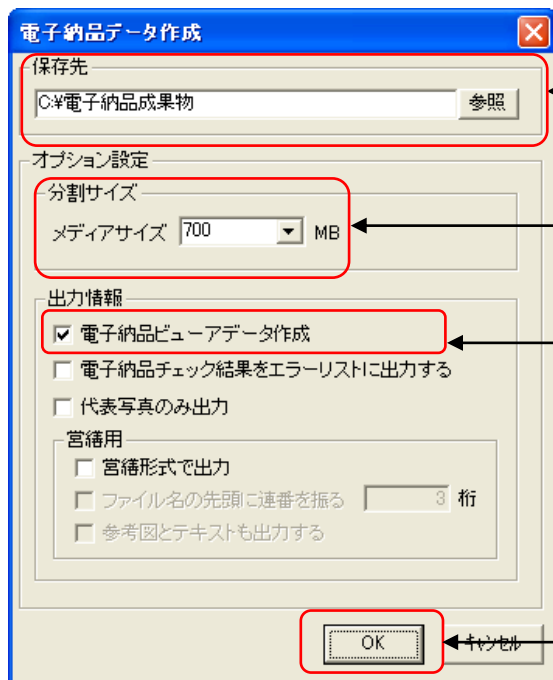 電子納品データ作成
保存先
C:¥電子納品成果物 参照
オプション設定
分割サイズ
メディアサイズ 700 MB
出力情報
電子納品ビューアデータ作成
電子納品チェック結果をエラーリストに出力する
代表写真のみ出力
営繕用
営繕形式で出力
ファイル名の先頭に連番を振る 3 桁
参考図とテキストも出力する
OK キャンセル